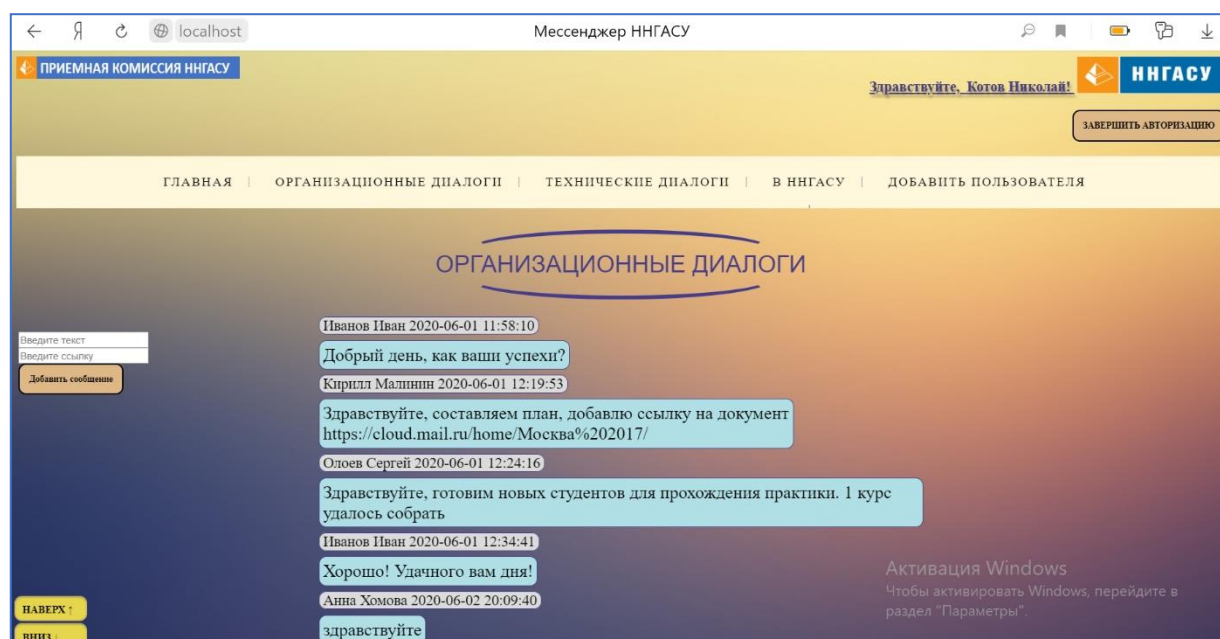 Я localhost Мессенджер ННГАСУ
ПРИЕМНАЯ КОМИССИЯ ННГАСУ
Здравствуйте, Котов Николай!
ННГАСУ
ЗАВЕРШИТЬ АВТОРИЗАЦИЮ
ГЛАВНАЯ | ОРГАНИЗАЦИОННЫЕ ДИАЛОГИ | ТЕХНИЧЕСКИЕ ДИАЛОГИ | В ННГАСУ | ДОБАВИТЬ ПОЛЬЗОВАТЕЛЯ
ОРГАНИЗАЦИОННЫЕ ДИАЛОГИ
Введите текст
Введите ссылку
Добавить сообщение
Иванов Иван 2020-06-01 11:58:10
Добрый день, как ваши успехи?
Кирилл Малинин 2020-06-01 12:19:53
Здравствуйте, составляем план, добавлю ссылку на документ
https://cloud.mail.ru/home/Москва%202017/
Олоев Сергей 2020-06-01 12:24:16
Здравствуйте, готовим новых студентов для прохождения практики. 1 курс
удалось собрать
Иванов Иван 2020-06-01 12:34:41
Хорошо! Удачного вам дня!
Анна Хомова 2020-06-02 20:09:40
здравствуйте
НАВЕРХ ↑
ВНИЗ ↓
Активация Windows
Чтобы активировать Windows, перейдите в
раздел "Параметры".